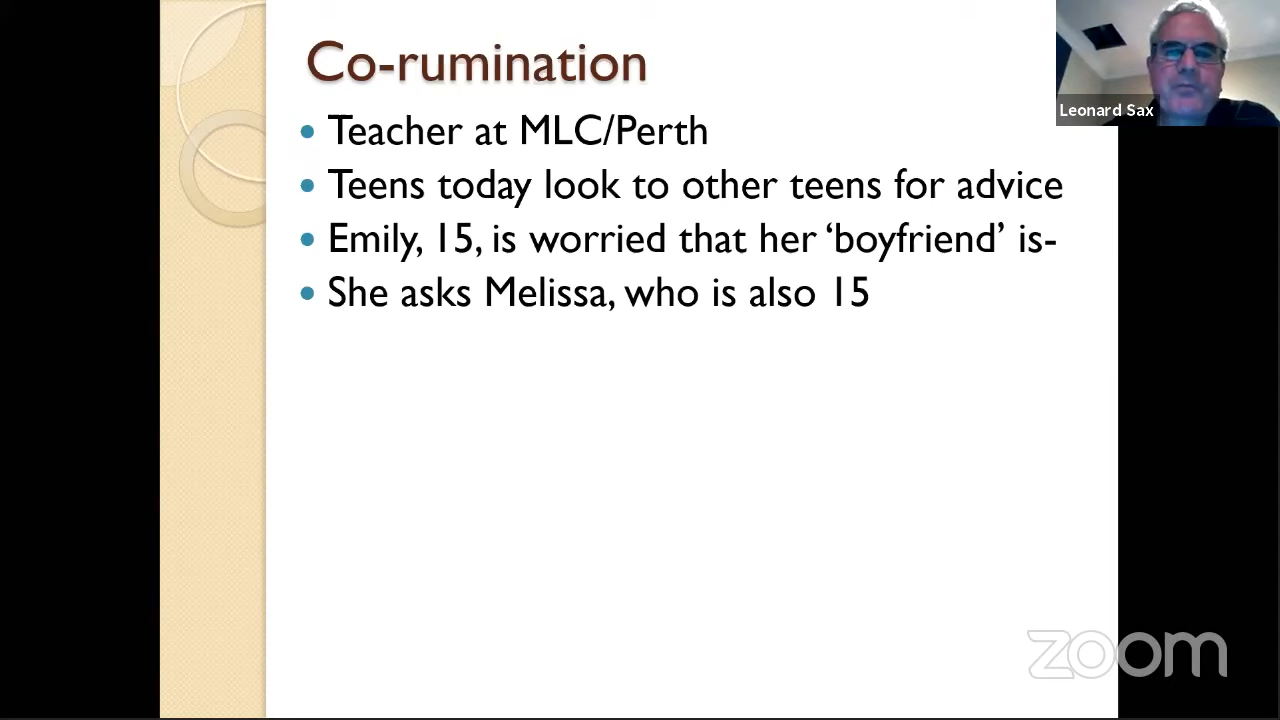 Co-rumination
Leonard Sax
• Teacher at MLC/Perth
• Teens today look to other teens for advice
• Emily, 15, is worried that her ‘boyfriend’ is-
• She asks Melissa, who is also 15
zoom